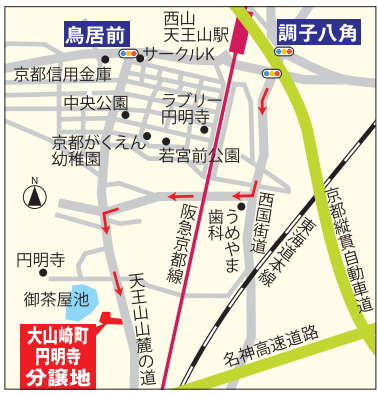 西山
天王山駅
鳥居前
調子八角
サークルK
京都信用金庫
中央公園
ラブリー
円明寺
京都がくえん
幼稚園
若宮前公園
N
阪急京都線
うめやま
歯科
西国街道
東海道本線
京都縦貫自動車道
円明寺
御茶屋池
天王山山麓の道
大山崎町
円明寺
分譲地
名神高速道路